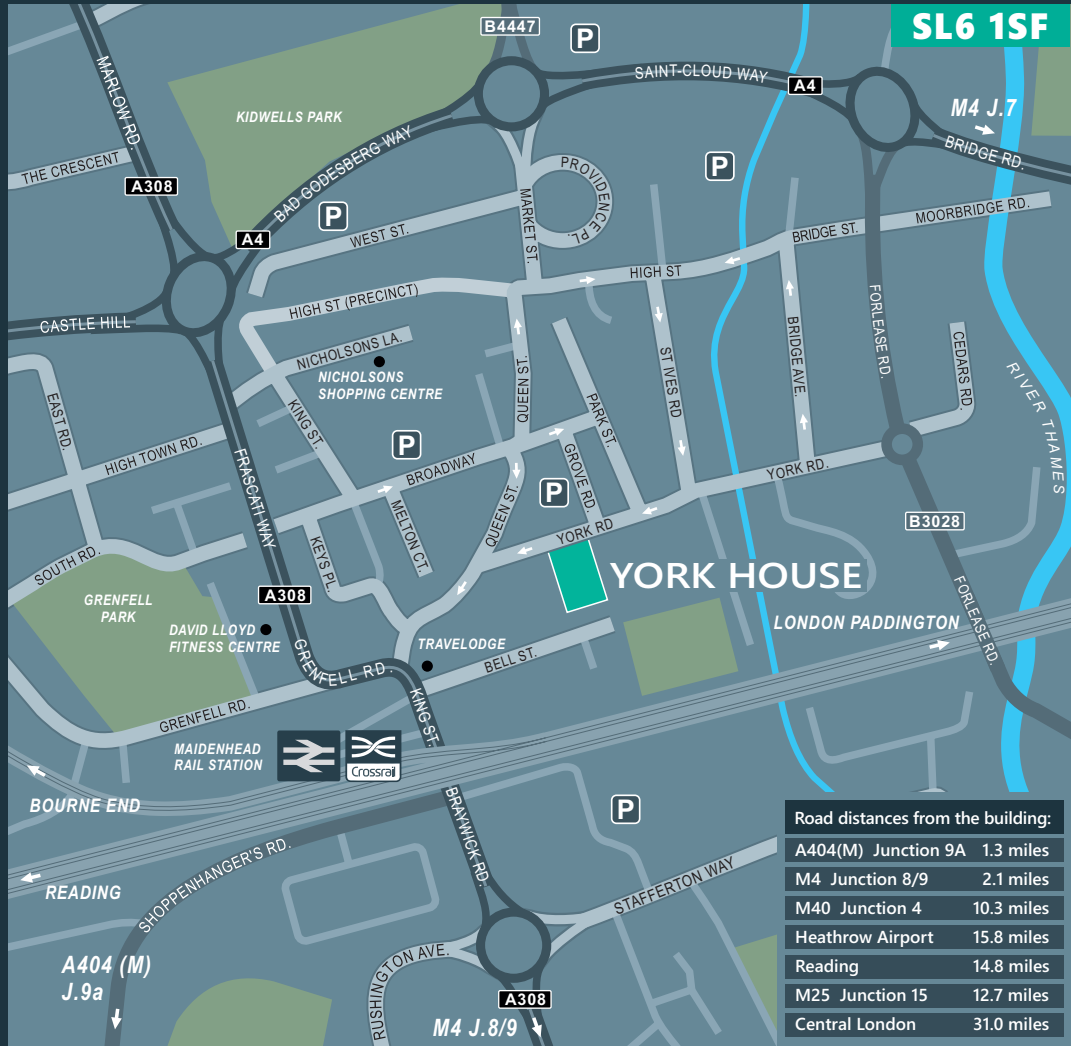 SL6 1SF
B4447
P
SAINT-CLOUD WAY
A4
MARLOW RD.
KIDWELLS PARK
M4 J.7
BRIDGE RD.
THE CRESCENT
A308
BAD GODESBERG WAY
P
PROVIDENCE PL.
P
A4
WEST ST.
MARKET ST.
MOORBRIDGE RD.
BRIDGE ST.
HIGH ST
HIGH ST (PRECINCT)
CASTLE HILL
NICHOLSONS LA.
NICHOLSONS
SHOPPING CENTRE
QUEEN ST.
ST IVES RD
BRIDGE AVE.
FORLEASE RD.
CEDARS RD.
RIVER THAMES
EAST RD.
KING ST.
PARK ST.
HIGH TOWN RD.
P
BROADWAY
FRASCATI WAY
GROVE RD.
YORK RD.
MELTON CT.
QUEEN ST.
P
B3028
KEYS PL.
YORK RD
SOUTH RD.
YORK HOUSE
GRENFELL
PARK
A308
FORLEASE RD.
DAVID LLOYD
FITNESS CENTRE
TRAVELODGE
LONDON PADDINGTON
GRENFELL RD.
BELL ST.
GRENFELL RD.
KING ST.
MAIDENHEAD
RAIL STATION
Crossrail
BOURNE END
P
BRAYWICK RD.
READING
SHOPPENHANGER'S RD.
STAFFERTON WAY
RUSHINGTON AVE.
A404 (M)
J.9a
A308
M4 J.8/9
Road distances from the building:
A404(M) Junction 9A 1.3 miles
M4 Junction 8/9 2.1 miles
M40 Junction 4 10.3 miles
Heathrow Airport 15.8 miles
Reading 14.8 miles
M25 Junction 15 12.7 miles
Central London 31.0 miles